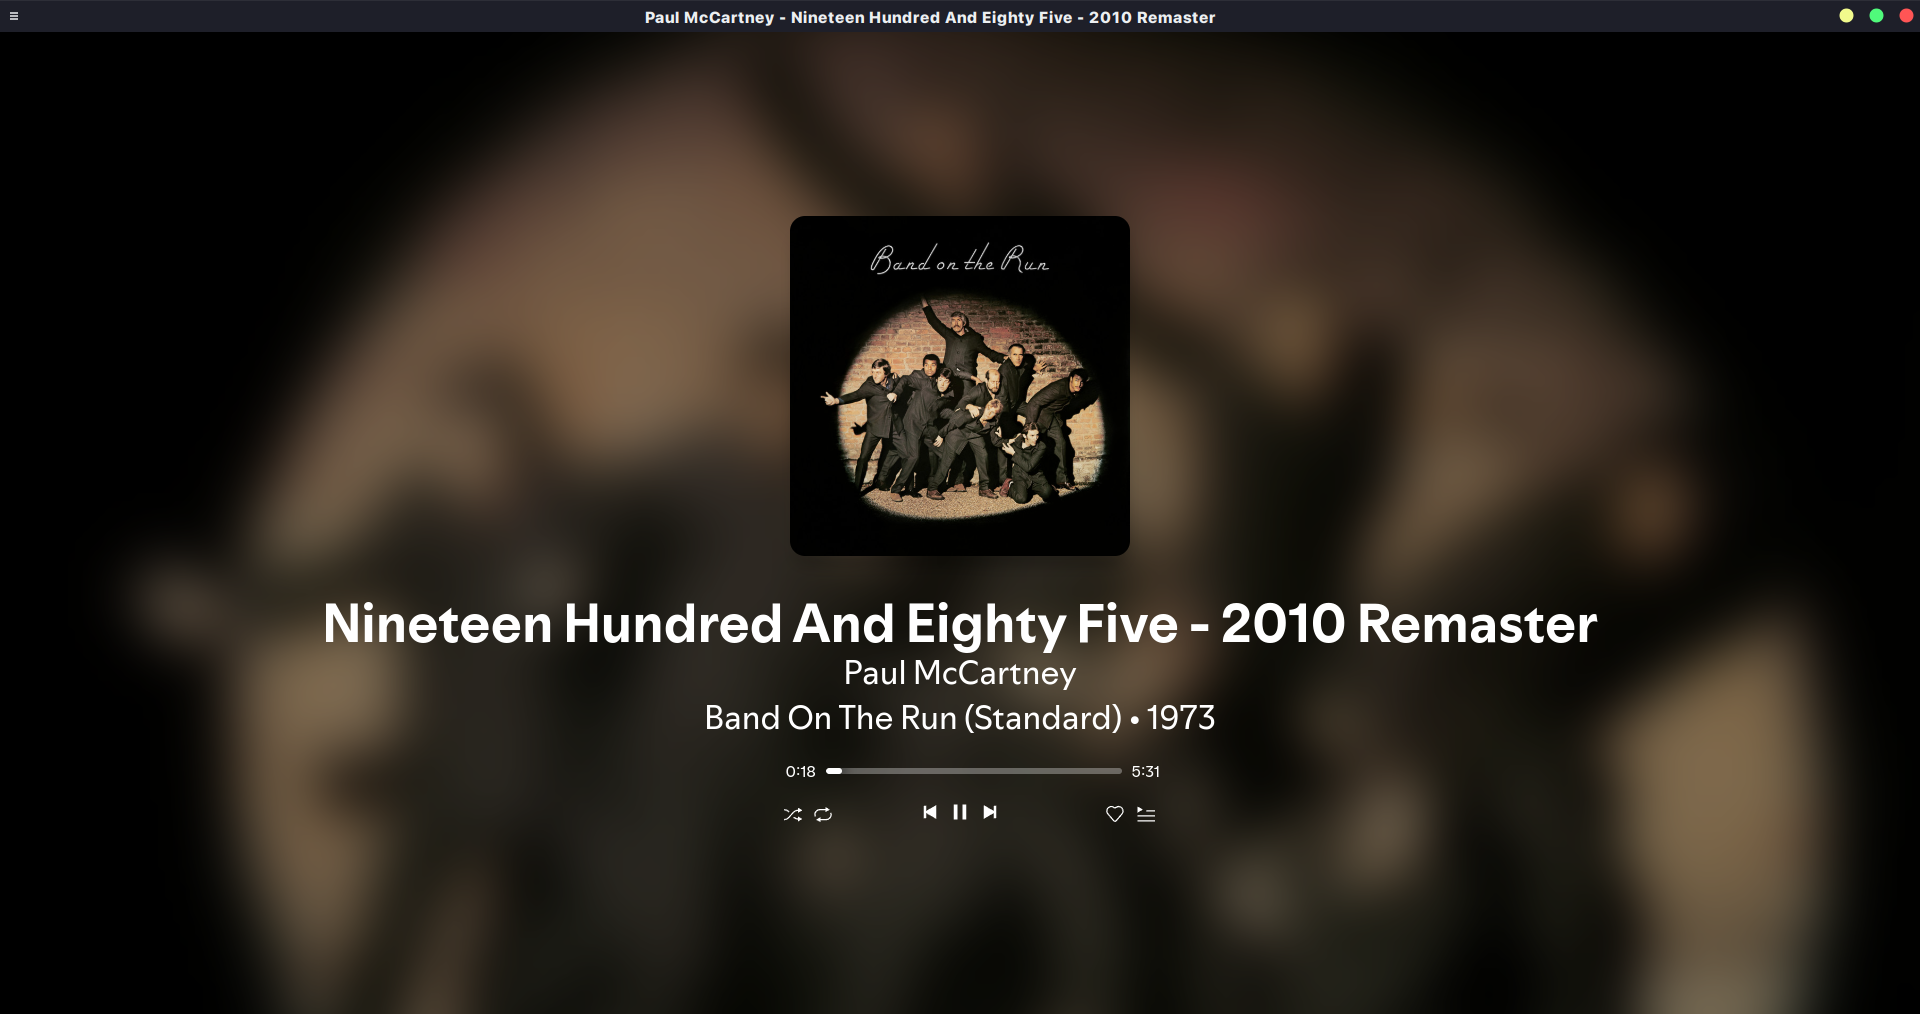 Paul McCartney - Nineteen Hundred And Eighty Five - 2010 Remaster
Band on the Run
Nineteen Hundred And Eighty Five - 2010 Remaster
Paul McCartney
Band On The Run (Standard) • 1973
0:18
5:31